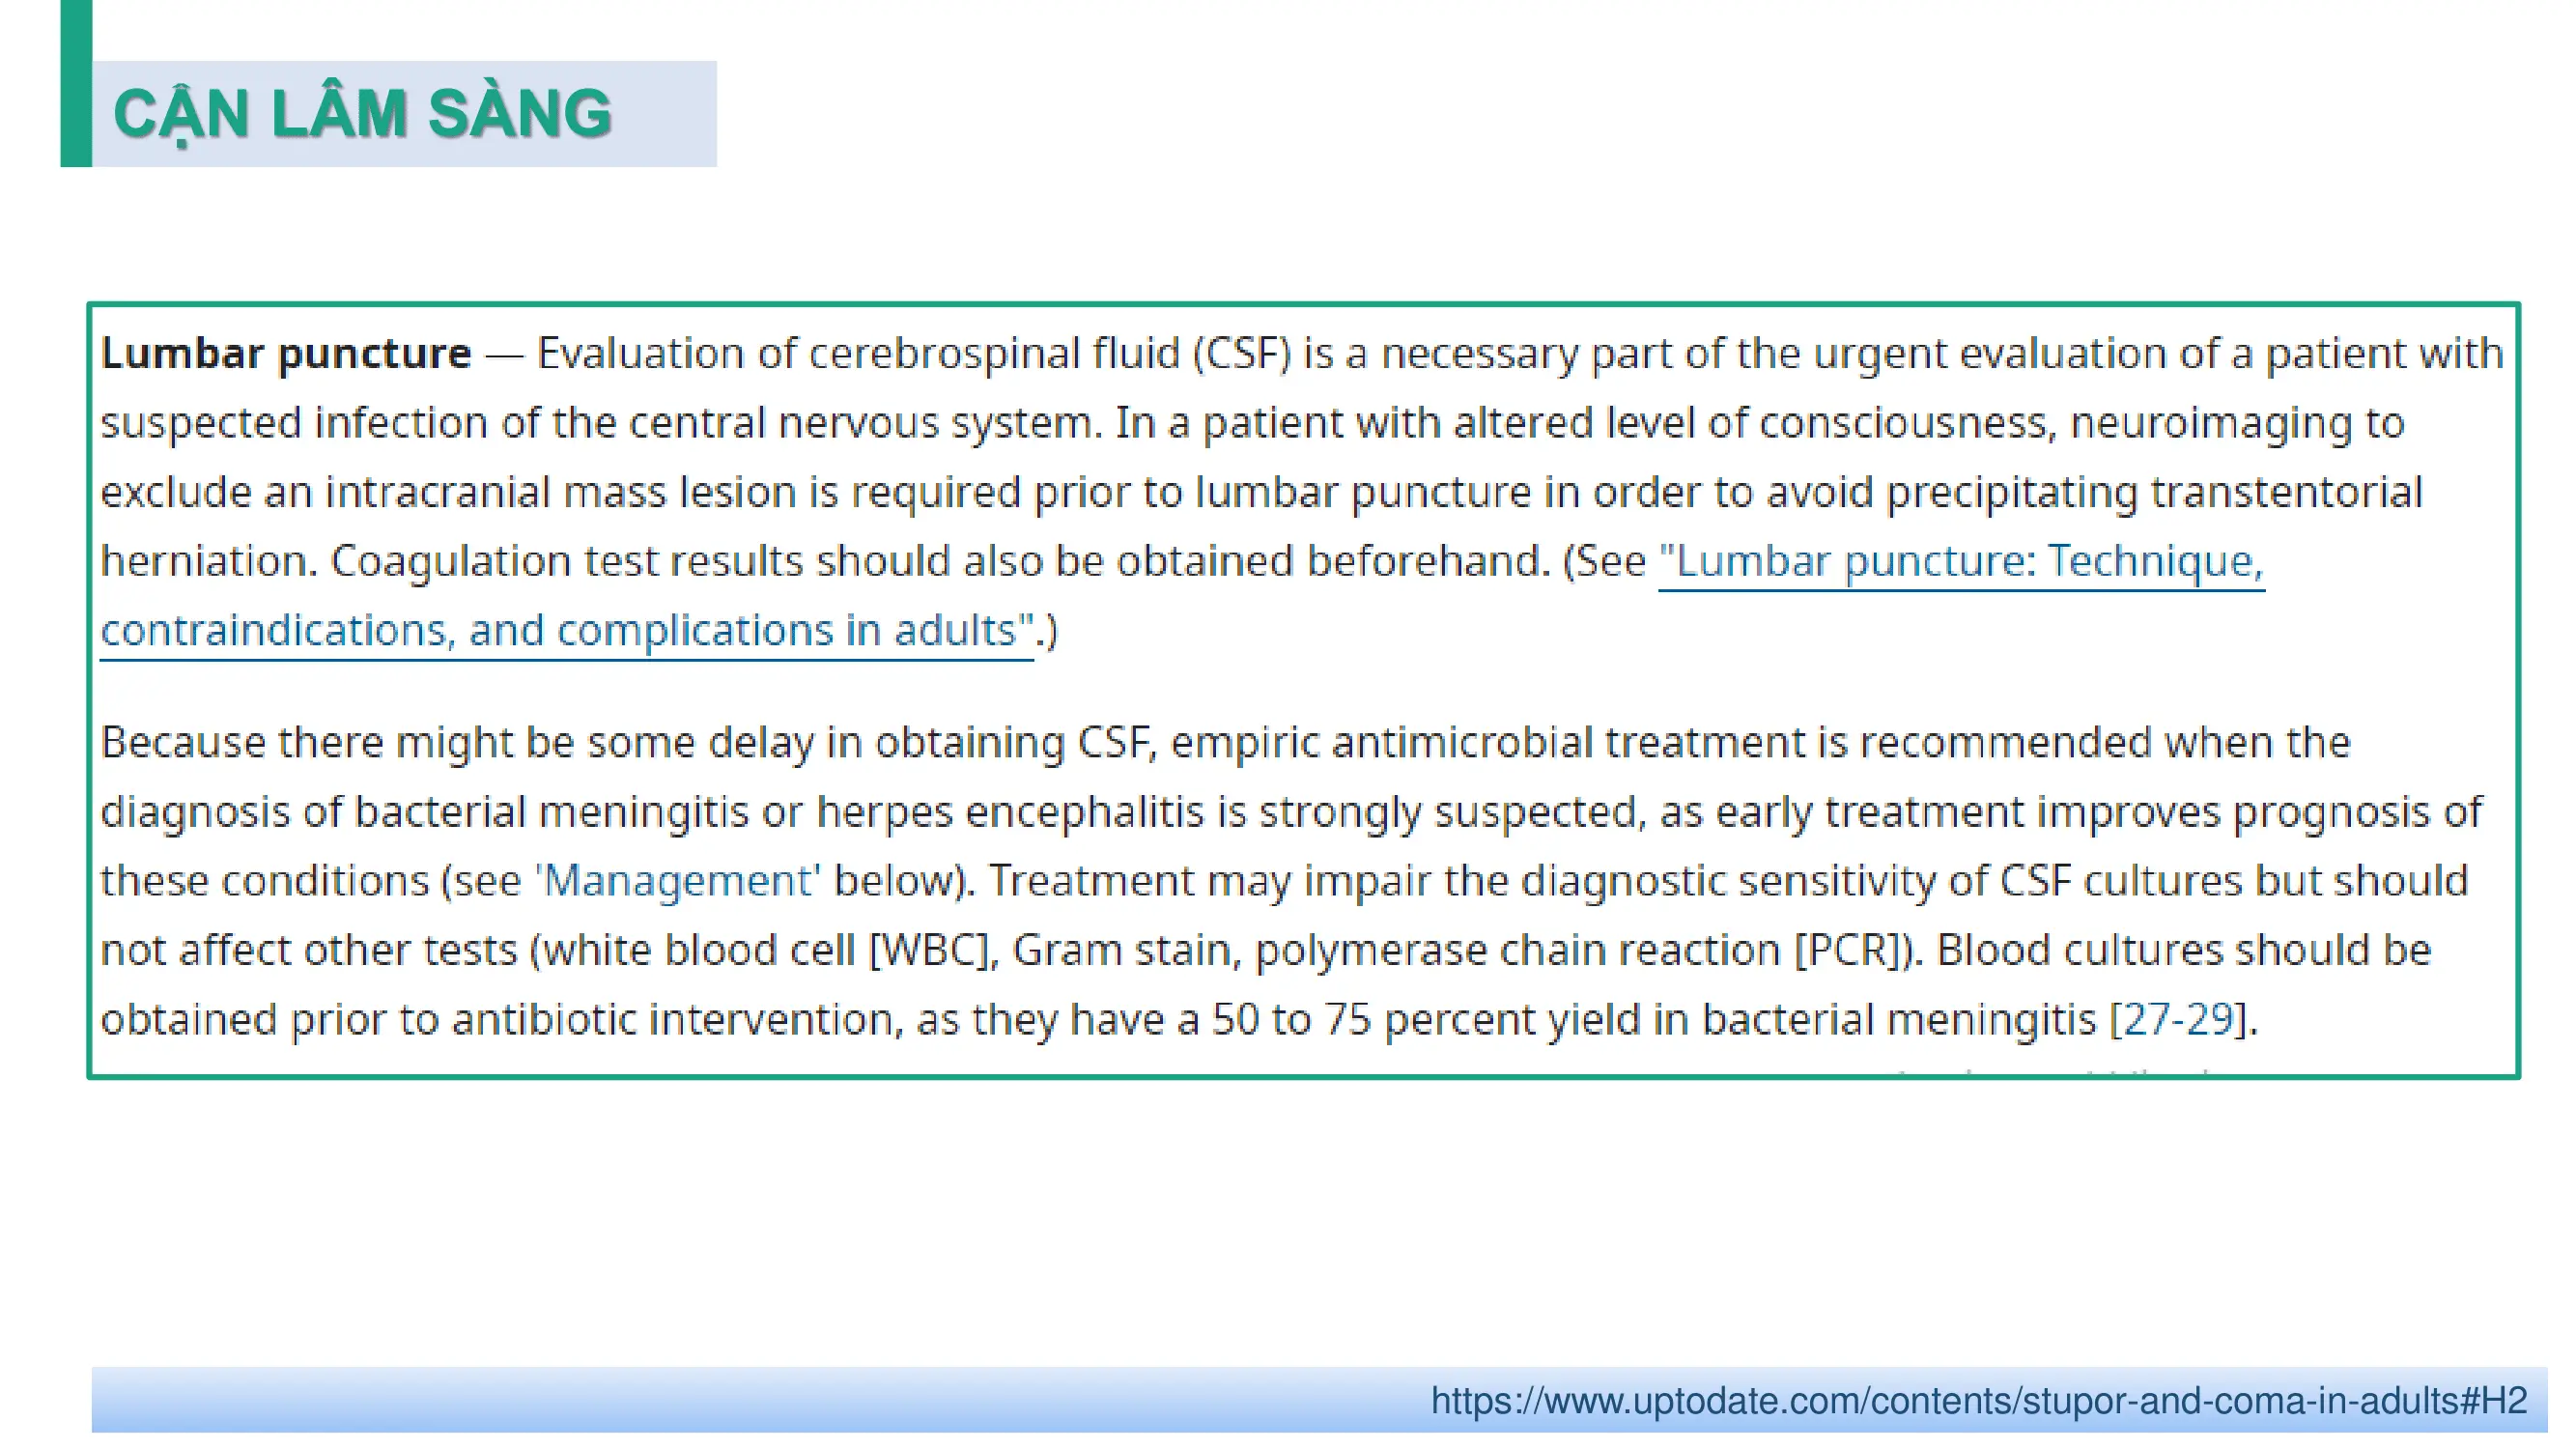 CẬN LÂM SÀNG
Lumbar puncture — Evaluation of cerebrospinal fluid (CSF) is a necessary part of the urgent evaluation of a patient with
suspected infection of the central nervous system. In a patient with altered level of consciousness, neuroimaging to
exclude an intracranial mass lesion is required prior to lumbar puncture in order to avoid precipitating transtentorial
herniation. Coagulation test results should also be obtained beforehand. (See "Lumbar puncture: Technique,
contraindications, and complications in adults".)
Because there might be some delay in obtaining CSF, empiric antimicrobial treatment is recommended when the
diagnosis of bacterial meningitis or herpes encephalitis is strongly suspected, as early treatment improves prognosis of
these conditions (see 'Management' below). Treatment may impair the diagnostic sensitivity of CSF cultures but should
not affect other tests (white blood cell [WBC], Gram stain, polymerase chain reaction [PCR]). Blood cultures should be
obtained prior to antibiotic intervention, as they have a 50 to 75 percent yield in bacterial meningitis [27-29].
https://www.uptodate.com/contents/stupor-and-coma-in-adults#H2